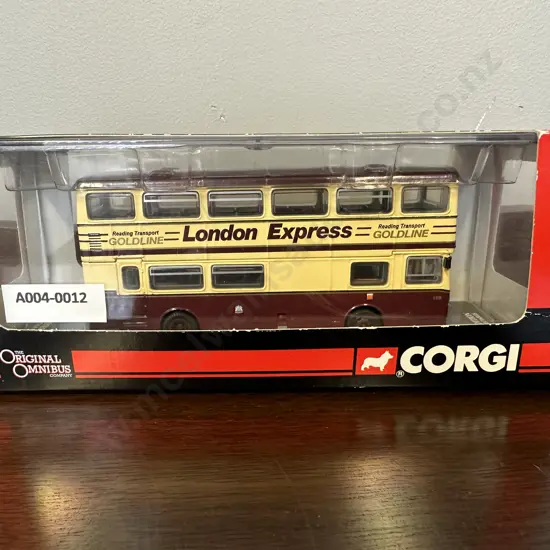 Reading Transport
GOLDLINE
London Express
Reading Transport
GOLDLINE
A004-0012
THE
ORIGINAL
OMNIBUS
COMPANY
CORGI